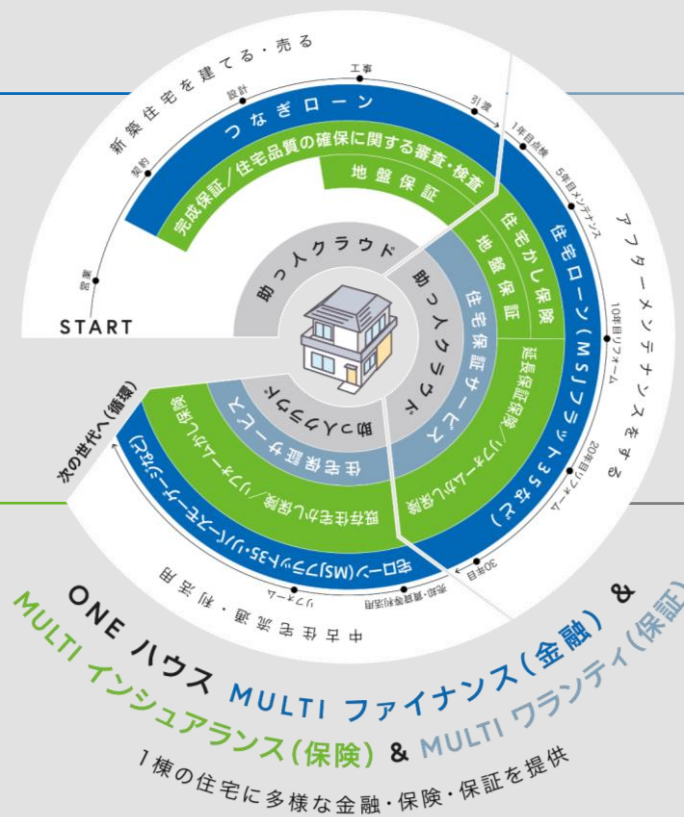 新築住宅を建てる・売る
START
営業
契約
設計
工事
引渡
つなぎローン
完成保証/住宅品質の確保に関する審査・検査
地盤保証
助っ人クラウド
アフターメンテナンスをする
1年目点検
5年目メンテナンス
10年目リフォーム
20年目リフォーム
30年目
住宅ローン(MSJフラット35など)
住宅かし保険
地盤保証
延長保証保険/リフォームかし保険
住宅保証サービス
助っ人クラウド
中古住宅流通・利活用
売却・賃貸等利活用
リフォーム
宅ローン(MSJフラット35・リバースモーゲージなど)
既存住宅かし保険/リフォームかし保険
住宅保証サービス
助っ人クラウド
次の世代へ(循環)
ONE ハウス MULTI ファイナンス(金融) &
MULTI インシュアランス(保険) & MULTI ワランティ(保証)
1棟の住宅に多様な金融・保険・保証を提供